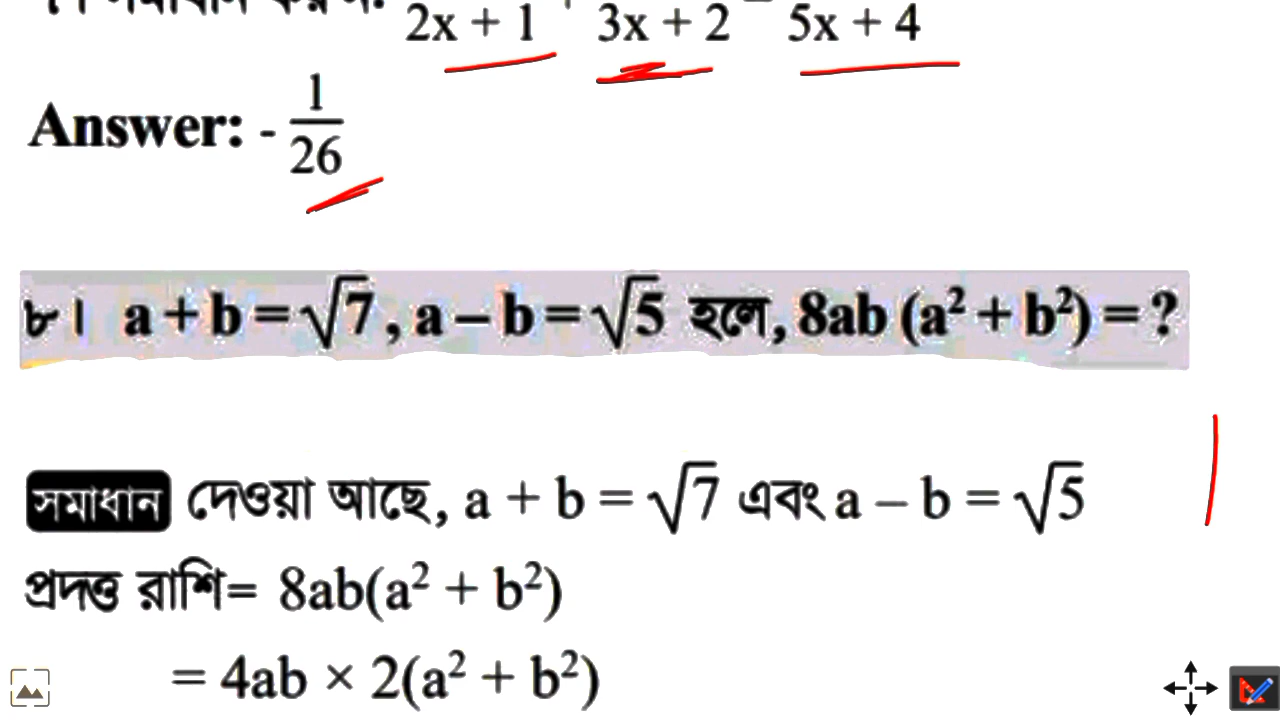 2x + 1 3x + 2 5x + 4
Answer: - 1/26
৮। a + b = √7, a – b = √5 হলে, 8ab (a² + b²) = ?
সমাধান দেওয়া আছে, a + b = √7 এবং a – b = √5
প্রদত্ত রাশি= 8ab(a² + b²)
= 4ab × 2(a² + b²)